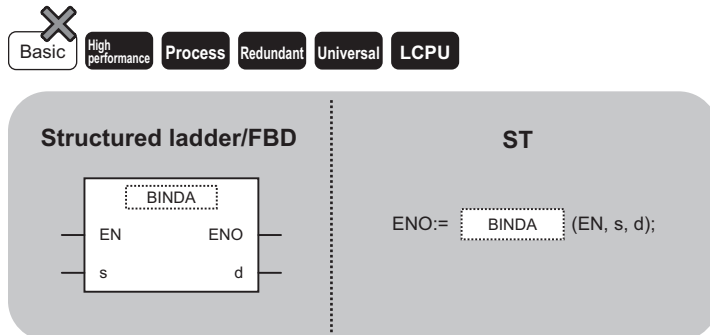 Basic High performance Process Redundant Universal LCPU
Structured ladder/FBD ST
BINDA
EN ENO
s d
ENO:= BINDA (EN, s, d);